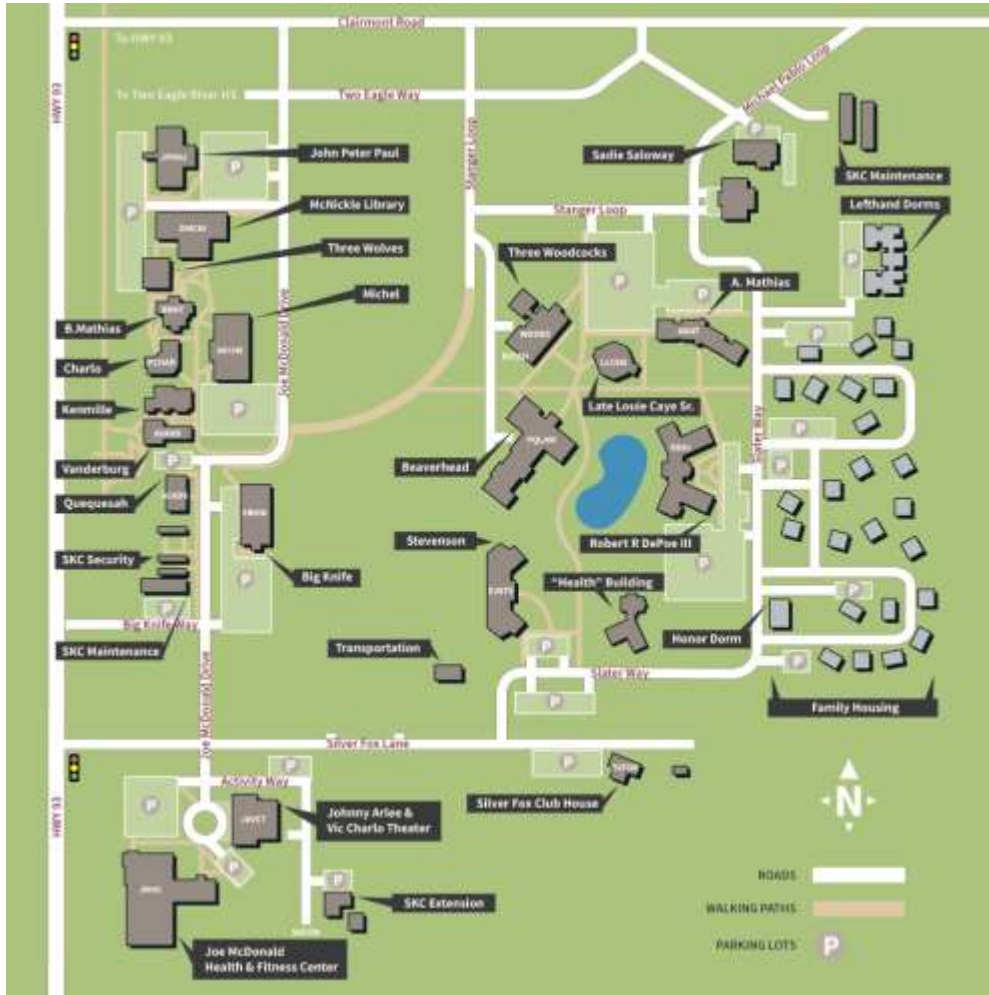 Clairmont Road
To HWY 93
HWY 93
To Two Eagle River HS
Two Eagle Way
Michael Pablo Loop
Stanger Loop
John Peter Paul
P
Sadie Saloway
P
SKC Maintenance
McNickle Library
Lefthand Dorms
Stanger Loop
P
Three Wolves
Three Woodcocks
P
P
Michel
A. Mathias
P
B.Mathias
P
Charlo
Joe McDonald Drive
Late Louie Caye Sr.
Kenmille
P
Slater Way
P
Vanderburg
P
Beaverhead
P
Quequesah
Stevenson
Robert R DePoe III
P
SKC Security
P
Big Knife
"Health" Building
P
P
Big Knife Way
Honor Dorm
SKC Maintenance
Transportation
P
P
Slater Way
Joe McDonald Drive
P
Family Housing
Silver Fox Lane
P
P
Activity Way
Silver Fox Club House
N
P
Johnny Arlee &
Vic Charlo Theater
JAVCT
HWY 93
P
P
SKC Extension
ROADS
WALKING PATHS
PARKING LOTS
P
Joe McDonald
Health & Fitness Center